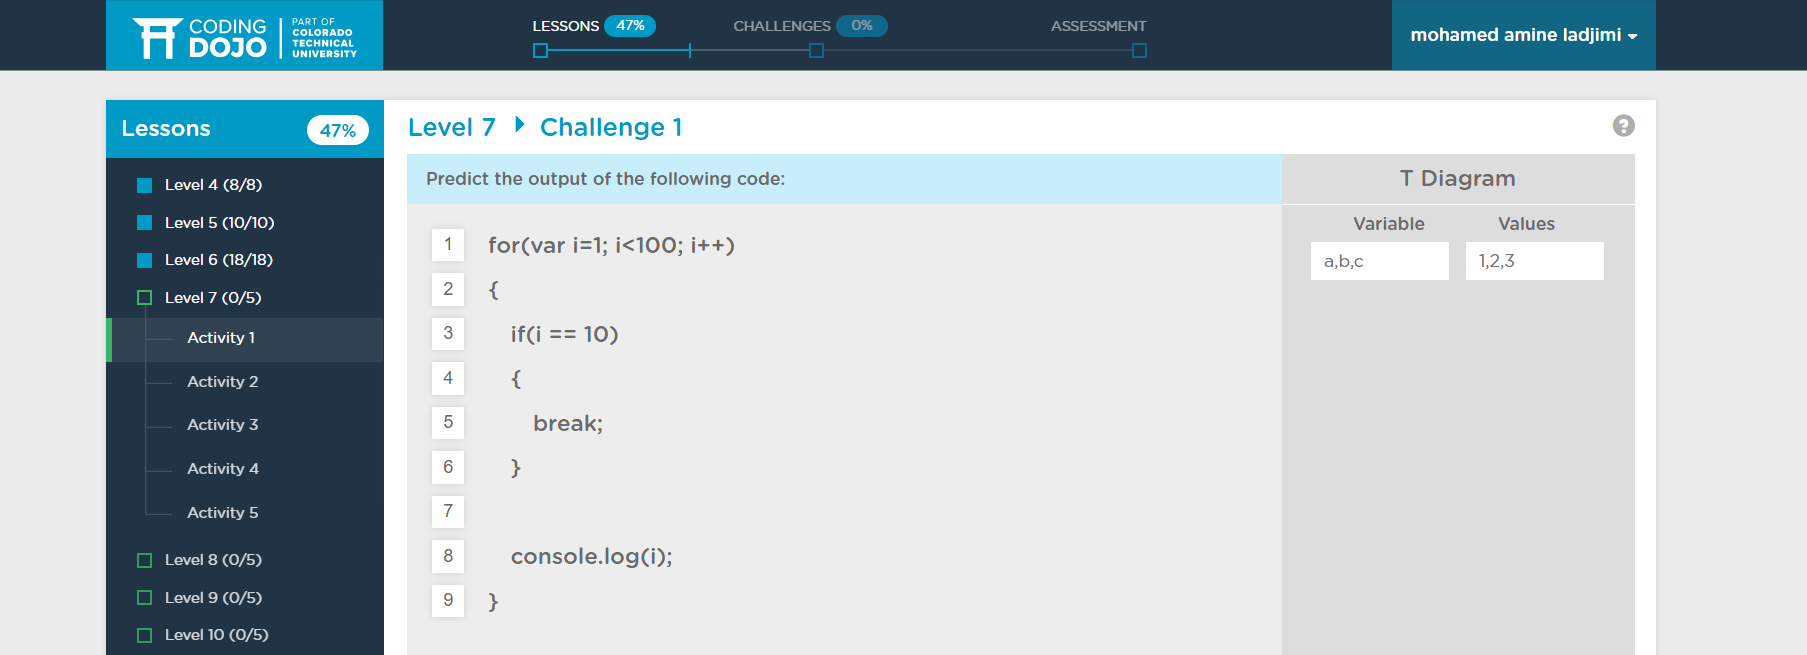 CODING DOJO
PART OF
COLORADO
TECHNICAL
UNIVERSITY
LESSONS 47%
CHALLENGES 0%
ASSESSMENT
mohamed amine ladjimi
Lessons 47%
Level 4 (8/8)
Level 5 (10/10)
Level 6 (18/18)
Level 7 (0/5)
Activity 1
Activity 2
Activity 3
Activity 4
Activity 5
Level 8 (0/5)
Level 9 (0/5)
Level 10 (0/5)
Level 7 Challenge 1
?
Predict the output of the following code:
1 for(var i=1; i<100; i++)
2 {
3 if(i == 10)
4 {
5 break;
6 }
7
8 console.log(i);
9 }
T Diagram
Variable Values
a,b,c 1,2,3